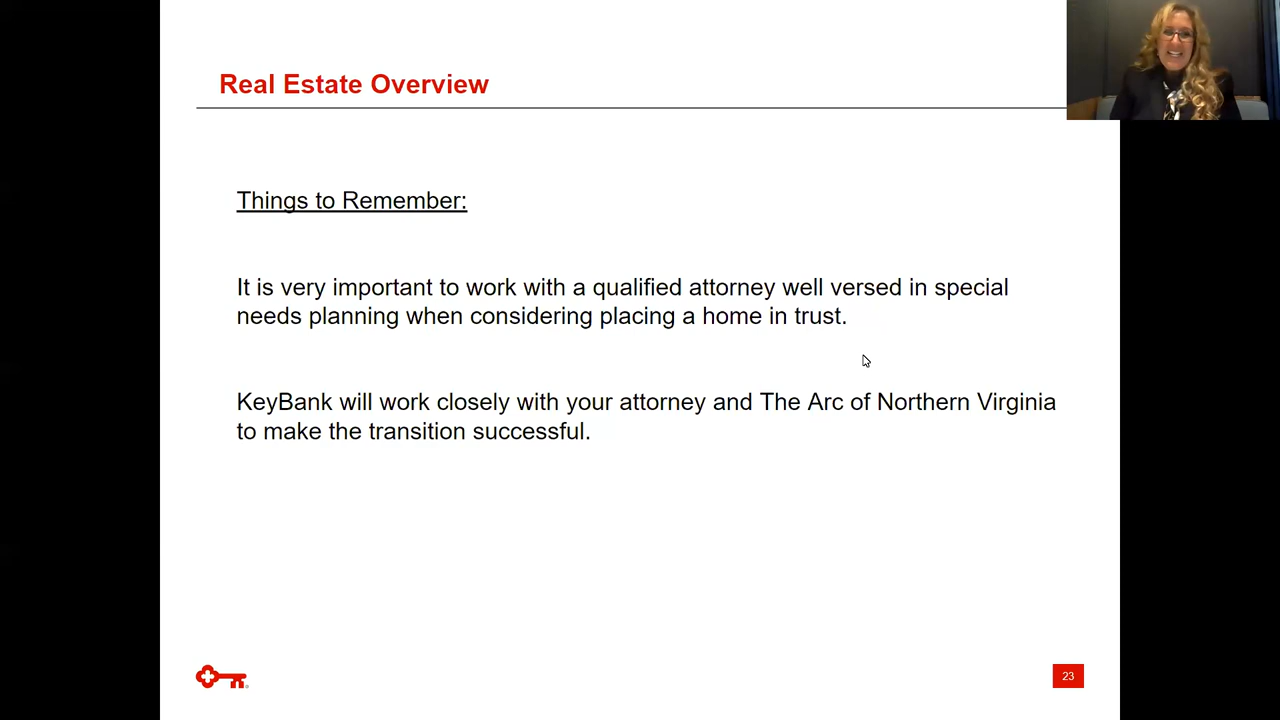 Real Estate Overview
Things to Remember:
It is very important to work with a qualified attorney well versed in special
needs planning when considering placing a home in trust.
KeyBank will work closely with your attorney and The Arc of Northern Virginia
to make the transition successful.
23